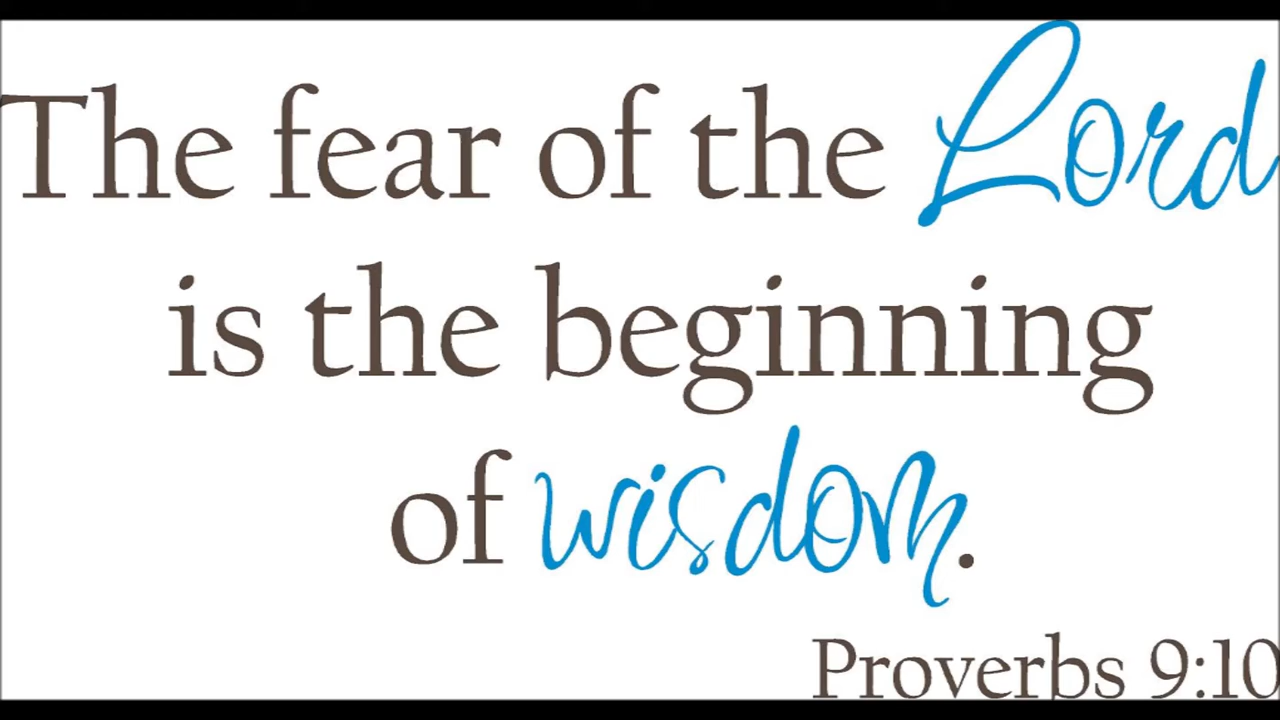 The fear of the Lord
is the beginning
of wisdom.
Proverbs 9:10